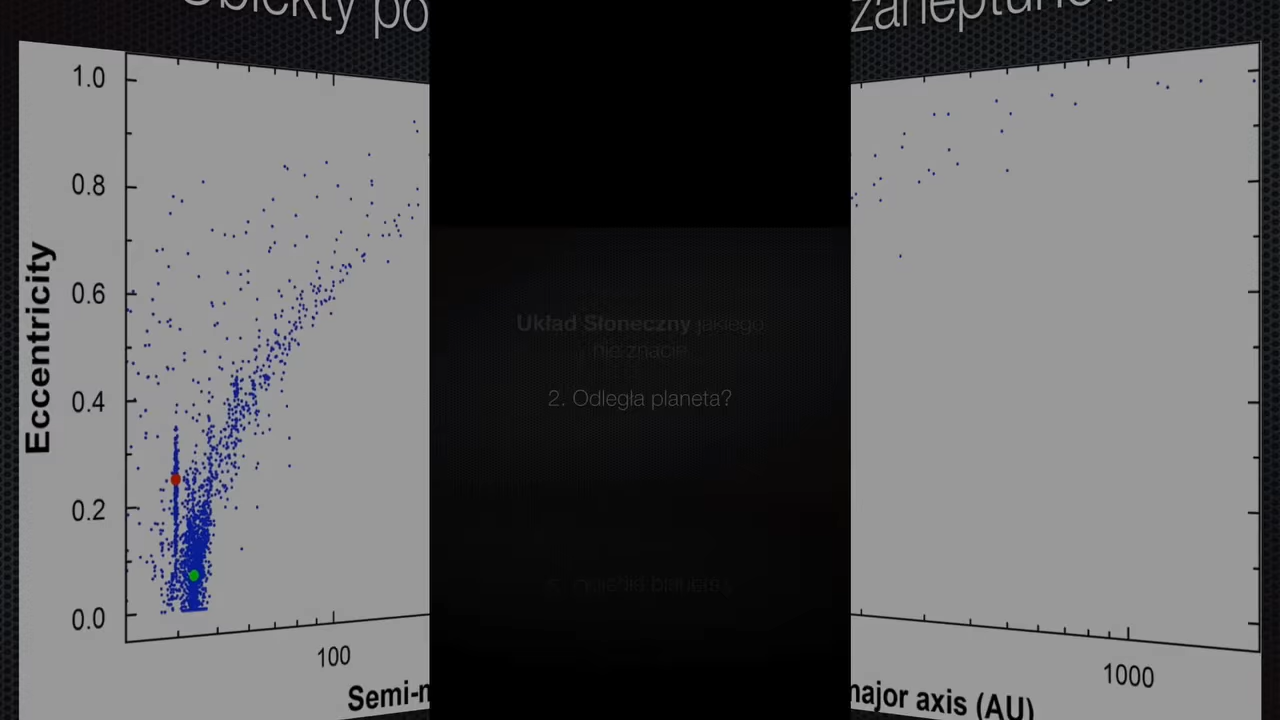 Obiekty po
zaneptuno
1.0
0.8
0.6
0.4
0.2
0.0
Eccentricity
100
1000
Semi-m
major axis (AU)
Układ Słoneczny jakiego
nie znacie
2. Odległa planeta?